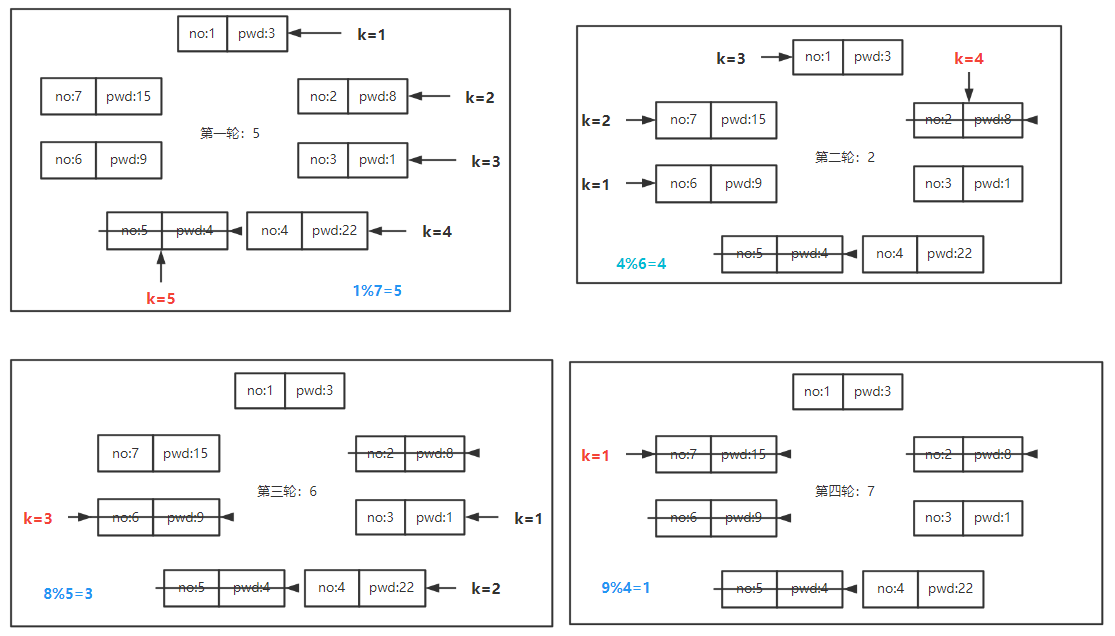 no:1 pwd:3 k=1
no:7 pwd:15 no:2 pwd:8 k=2
第一轮：5
no:6 pwd:9 no:3 pwd:1 k=3
no:5 pwd:4 no:4 pwd:22 k=4
k=5 1%7=5
k=3 no:1 pwd:3 k=4
k=2 no:7 pwd:15 no:2 pwd:8
第二轮：2
k=1 no:6 pwd:9 no:3 pwd:1
no:5 pwd:4 no:4 pwd:22
4%6=4
no:1 pwd:3
no:7 pwd:15 no:2 pwd:8
第三轮：6
k=3 no:6 pwd:9 no:3 pwd:1 k=1
no:5 pwd:4 no:4 pwd:22 k=2
8%5=3
no:1 pwd:3
k=1 no:7 pwd:15 no:2 pwd:8
第四轮：7
no:6 pwd:9 no:3 pwd:1
9%4=1 no:5 pwd:4 no:4 pwd:22